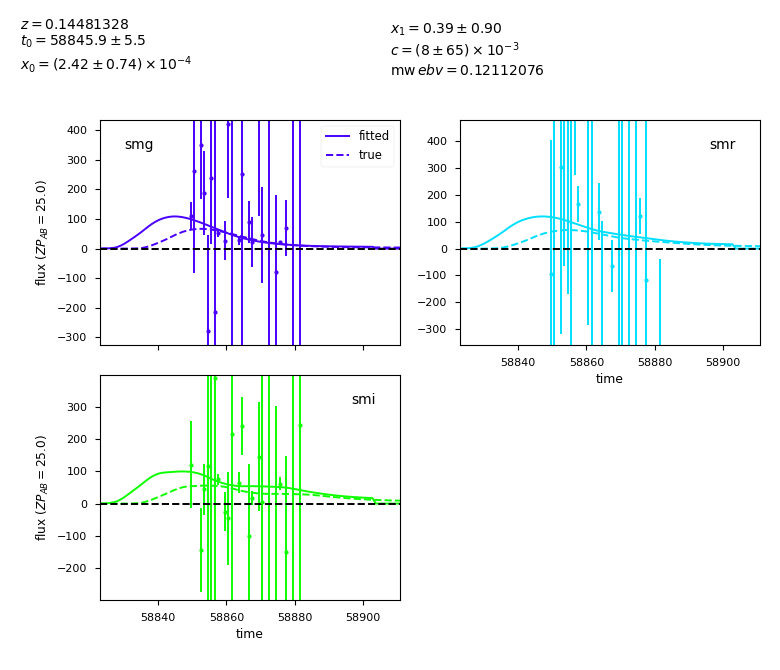 z = 0.14481328
t₀ = 58845.9 ± 5.5
x₀ = (2.42 ± 0.74) × 10⁻⁴
x₁ = 0.39 ± 0.90
c = (8 ± 65) × 10⁻³
mw ebv = 0.12112076
smg
fitted
true
400
300
200
100
0
−100
−200
−300
flux (ZP_AB = 25.0)
smr
400
300
200
100
0
−100
−200
−300
58840 58860 58880 58900
time
smi
300
200
100
0
−100
−200
flux (ZP_AB = 25.0)
58840 58860 58880 58900
time